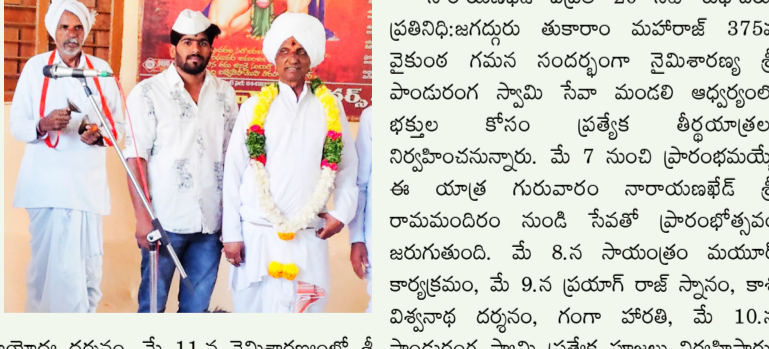 ప్రతినిధి:జగద్గురు తుకారాం మహారాజ్ 375వ
వైకుంఠ గమన సందర్భంగా నైమిశారణ్య శ్రీ
పాండురంగ స్వామి సేవా మండలి ఆధ్వర్యంలో
భక్తుల కోసం ప్రత్యేక తీర్థయాత్రలు
నిర్వహించనున్నారు. మే 7 నుంచి ప్రారంభమయ్యే
ఈ యాత్ర గురువారం నారాయణఖేడ్ శ్రీ
రామమందిరం నుండి సేవతో ప్రారంభోత్సవం
జరుగుతుంది. మే 8.న సాయంత్రం మయూర్
కార్యక్రమం, మే 9.న ప్రయాగ్ రాజ్ స్నానం, కాశీ
విశ్వనాథ దర్శనం, గంగా హారతి, మే 10.న